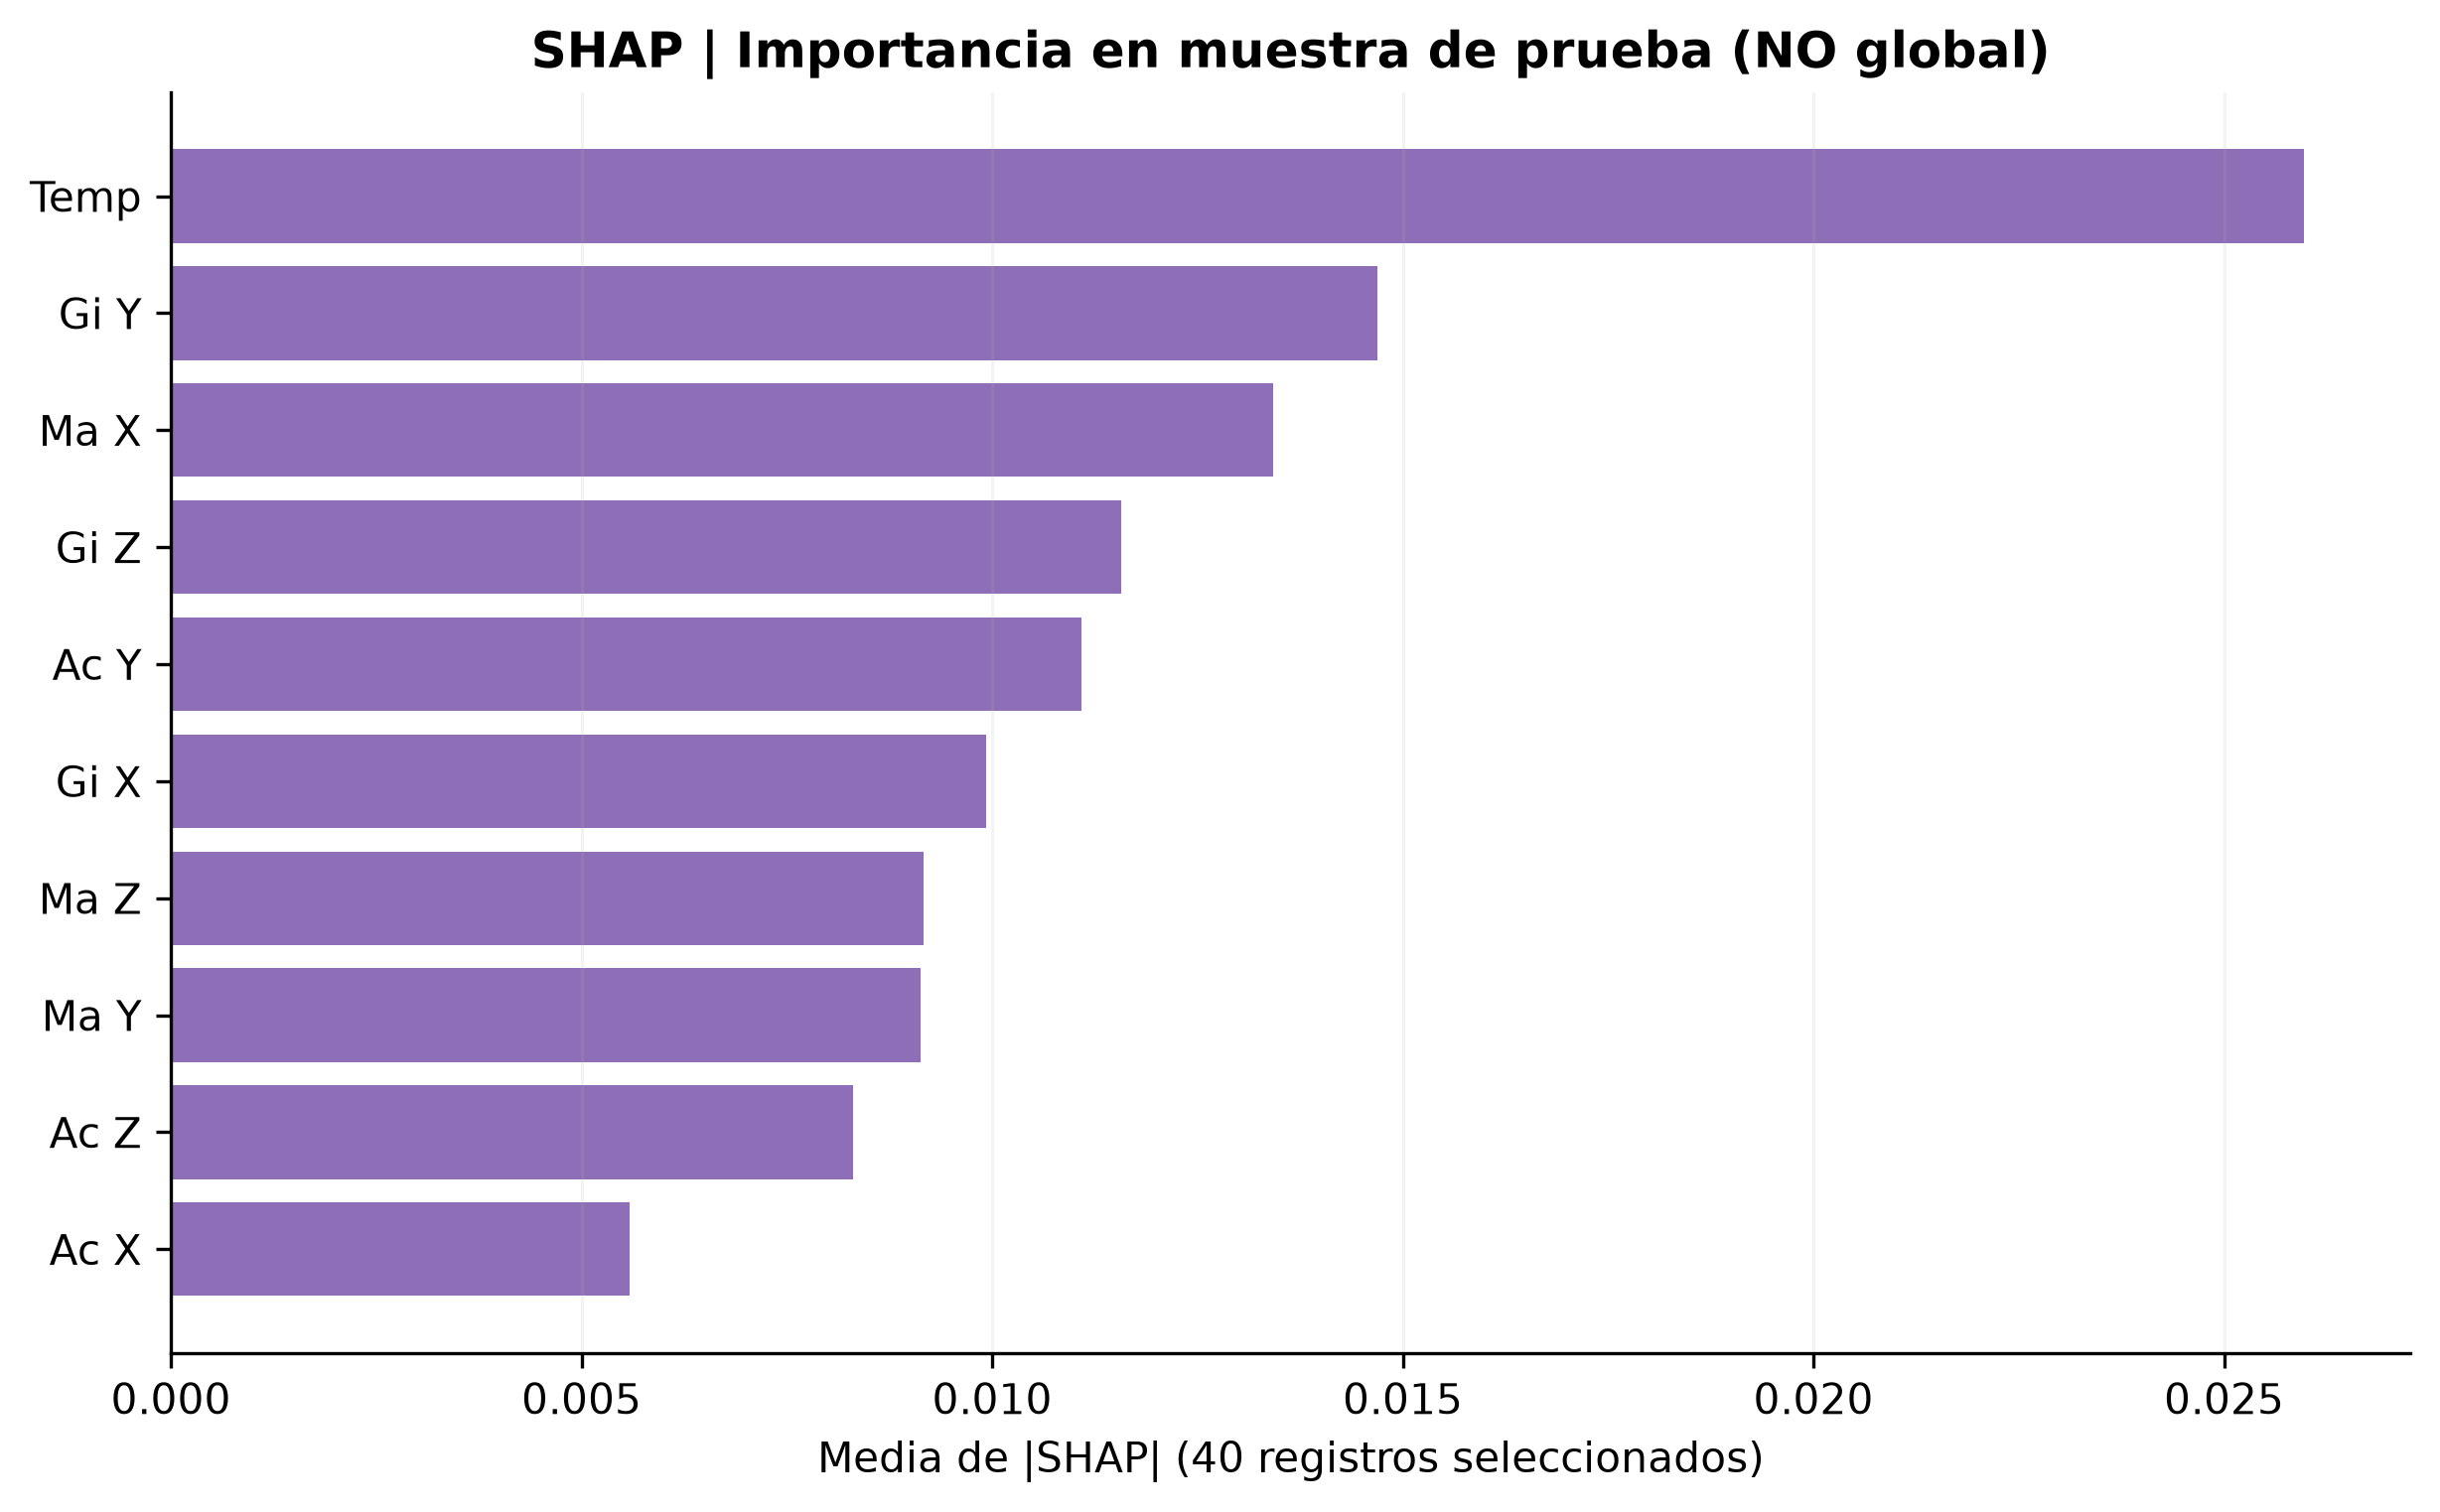 SHAP | Importancia en muestra de prueba (NO global)
Temp
Gi Y
Ma X
Gi Z
Ac Y
Gi X
Ma Z
Ma Y
Ac Z
Ac X
0.000 0.005 0.010 0.015 0.020 0.025
Media de |SHAP| (40 registros seleccionados)